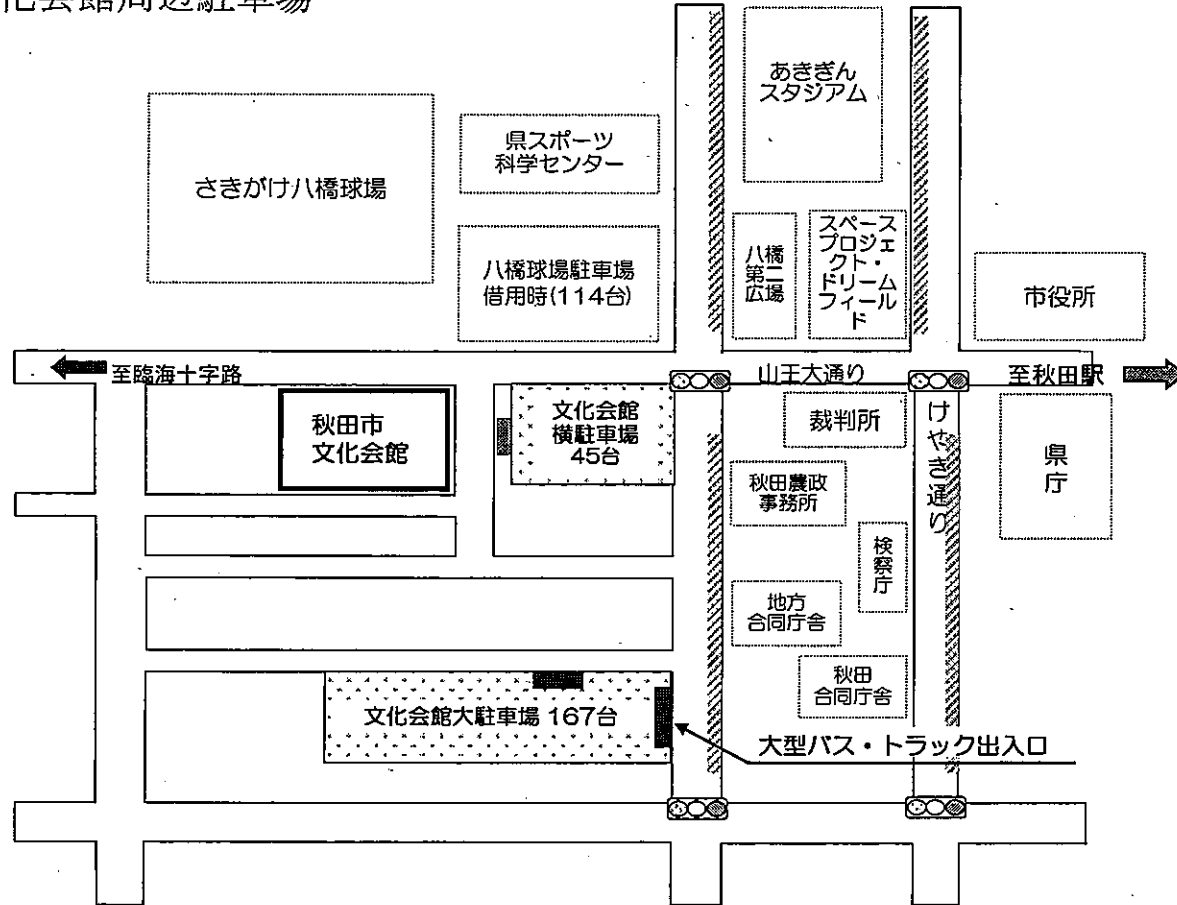 化会館周辺駐車場
あきぎん
スタジアム
県スポーツ
科学センター
さきがけ八橋球場
八橋球場駐車場
借用時(114台)
八橋
第二
広場
スペース
プロジェ
クト・
ドリーム
フィール
ド
市役所
至臨海十字路
山王大通り
至秋田駅
秋田市
文化会館
文化会館
横駐車場
45台
裁判所
けやき通り
県庁
秋田農政
事務所
検察庁
地方
合同庁舎
秋田
合同庁舎
文化会館大駐車場 167台
大型バス・トラック出入口